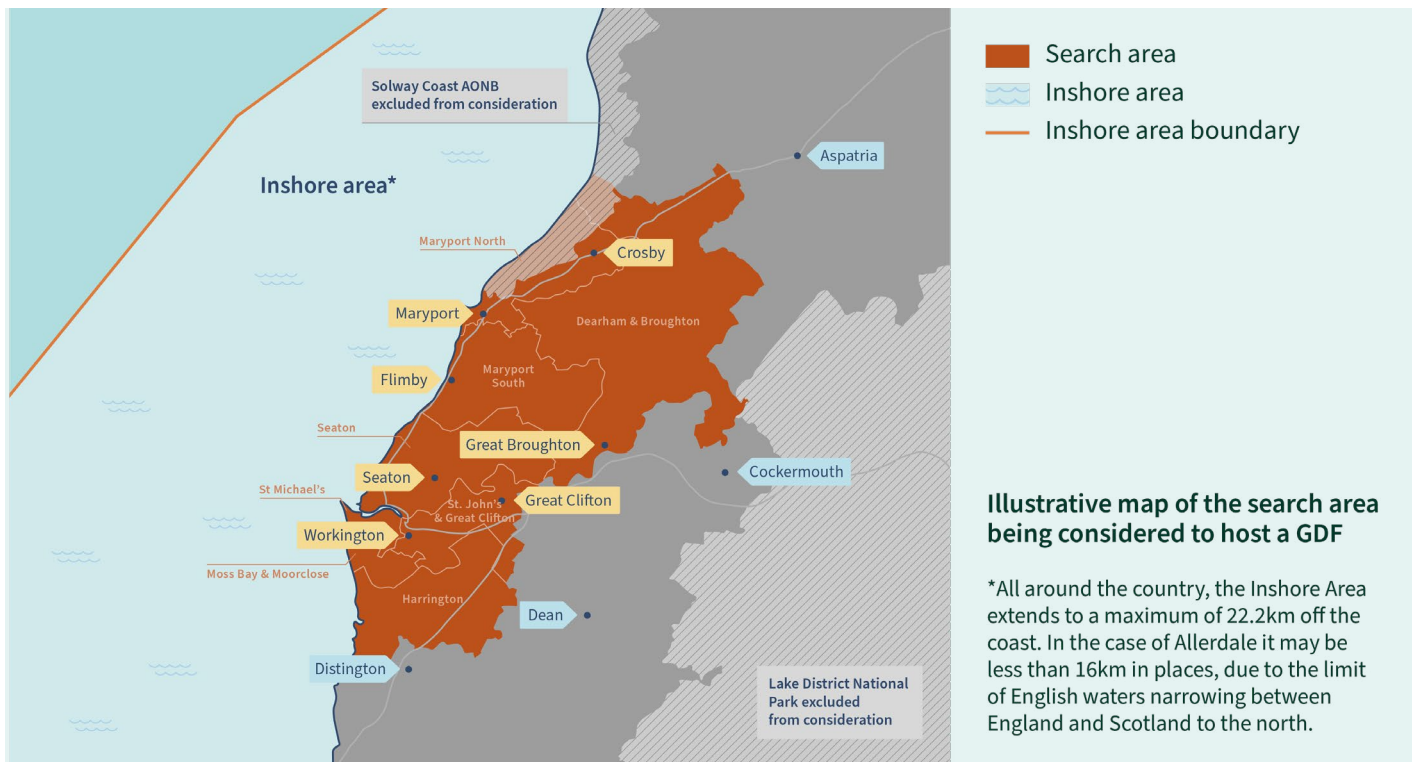 Solway Coast AONB
excluded from consideration
Aspatria
Inshore area*
Maryport North
Crosby
Maryport
Dearham & Broughton
Flimby
Maryport
South
Seaton
Great Broughton
Seaton
Cockermouth
St Michael's
Great Clifton
St. John's
& Great Clifton
Workington
Moss Bay & Moorclose
Harrington
Dean
Distington
Lake District National
Park excluded
from consideration
Search area
Inshore area
Inshore area boundary
Illustrative map of the search area
being considered to host a GDF
*All around the country, the Inshore Area
extends to a maximum of 22.2km off the
coast. In the case of Allerdale it may be
less than 16km in places, due to the limit
of English waters narrowing between
England and Scotland to the north.